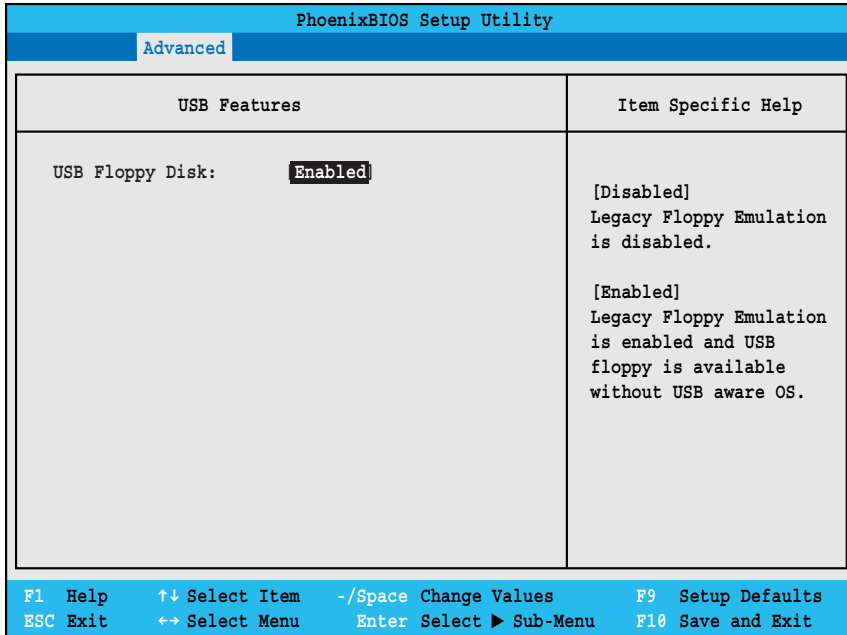 PhoenixBIOS Setup Utility
Advanced
USB Features
Item Specific Help
USB Floppy Disk: [Enabled]
[Disabled]
Legacy Floppy Emulation
is disabled.
[Enabled]
Legacy Floppy Emulation
is enabled and USB
floppy is available
without USB aware OS.
F1 Help ↑↓ Select Item -/Space Change Values F9 Setup Defaults
ESC Exit ←→ Select Menu Enter Select ▶ Sub-Menu F10 Save and Exit